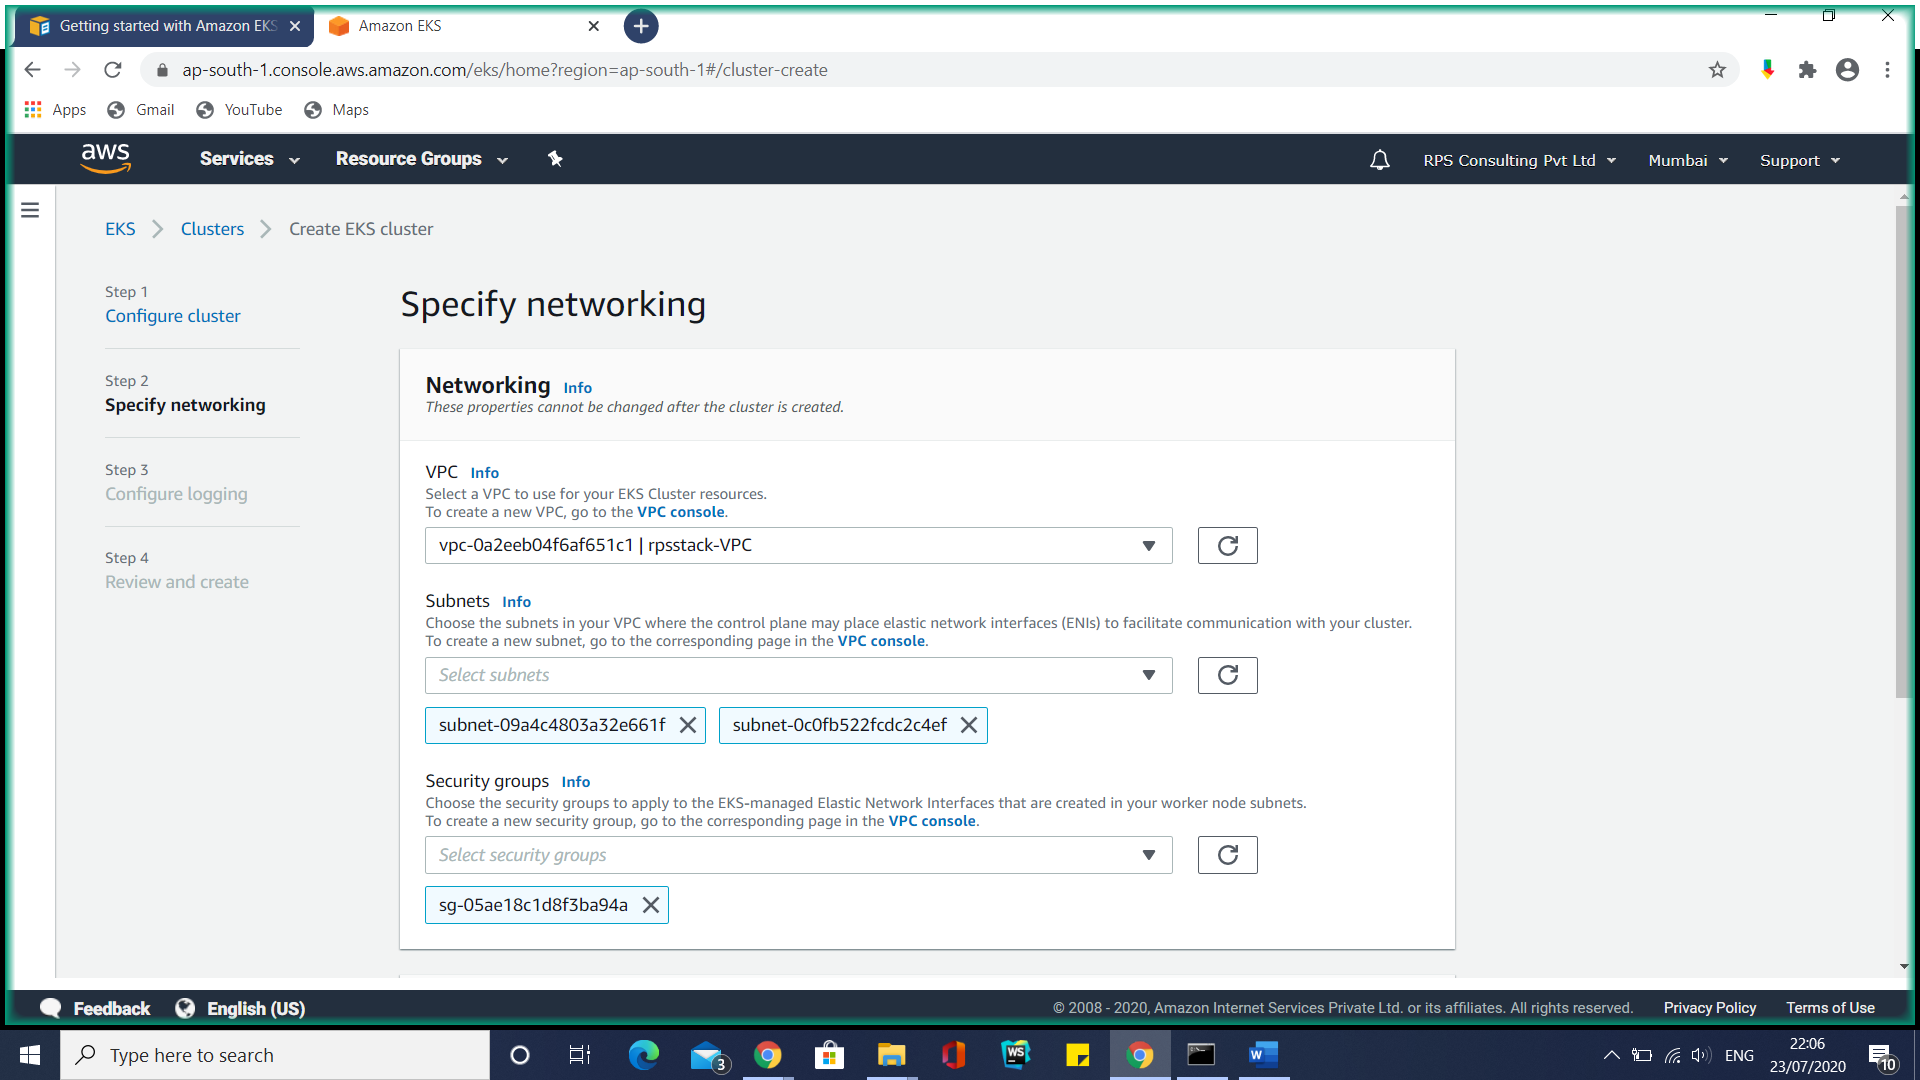 Getting started with Amazon EKS
Amazon EKS
ap-south-1.console.aws.amazon.com/eks/home?region=ap-south-1#/cluster-create
Apps
Gmail
YouTube
Maps
aws
Services
Resource Groups
RPS Consulting Pvt Ltd
Mumbai
Support
EKS
Clusters
Create EKS cluster
Step 1
Configure cluster
Step 2
Specify networking
Step 3
Configure logging
Step 4
Review and create
Specify networking
Networking Info
These properties cannot be changed after the cluster is created.
VPC Info
Select a VPC to use for your EKS Cluster resources.
To create a new VPC, go to the VPC console.
vpc-0a2eeb04f6af651c1 | rpsstack-VPC
Subnets Info
Choose the subnets in your VPC where the control plane may place elastic network interfaces (ENIs) to facilitate communication with your cluster.
To create a new subnet, go to the corresponding page in the VPC console.
Select subnets
subnet-09a4c4803a32e661f
subnet-0c0fb522fcdc2c4ef
Security groups Info
Choose the security groups to apply to the EKS-managed Elastic Network Interfaces that are created in your worker node subnets.
To create a new security group, go to the corresponding page in the VPC console.
Select security groups
sg-05ae18c1d8f3ba94a
Feedback
English (US)
© 2008 - 2020, Amazon Internet Services Private Ltd. or its affiliates. All rights reserved.
Privacy Policy
Terms of Use
Type here to search
3
WS
W
ENG
22:06
23/07/2020
10